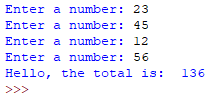 Enter a number: 23
Enter a number: 45
Enter a number: 12
Enter a number: 56
Hello, the total is:  136
>>>